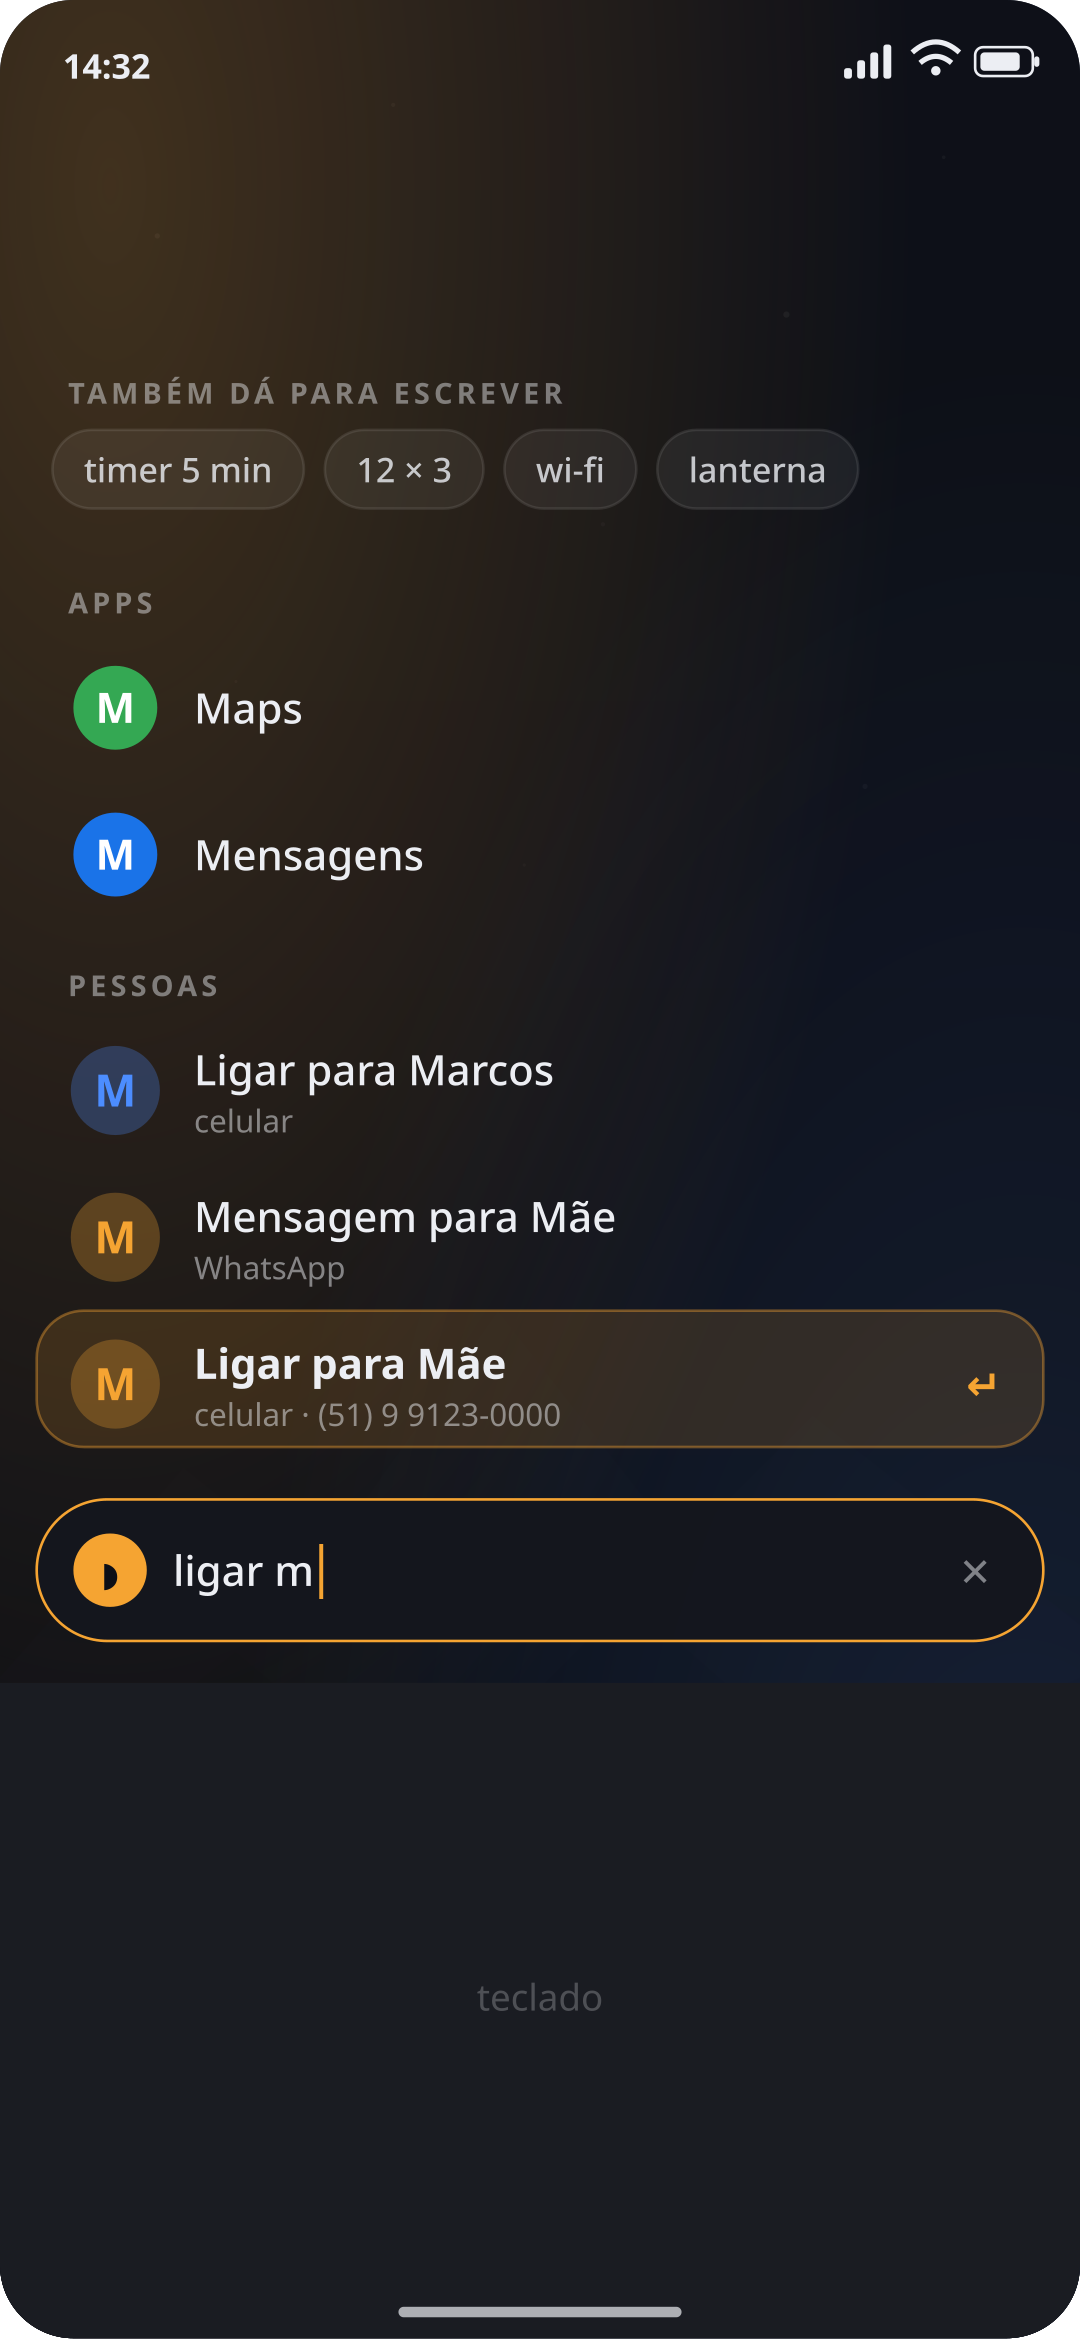 14:32
TAMBÉM DÁ PARA ESCREVER
timer 5 min
12 × 3
wi-fi
lanterna
APPS
M
Maps
M
Mensagens
PESSOAS
M
Ligar para Marcos
celular
M
Mensagem para Mãe
WhatsApp
M
Ligar para Mãe
celular · (51) 9 9123-0000
↵
ligar m
✕
teclado